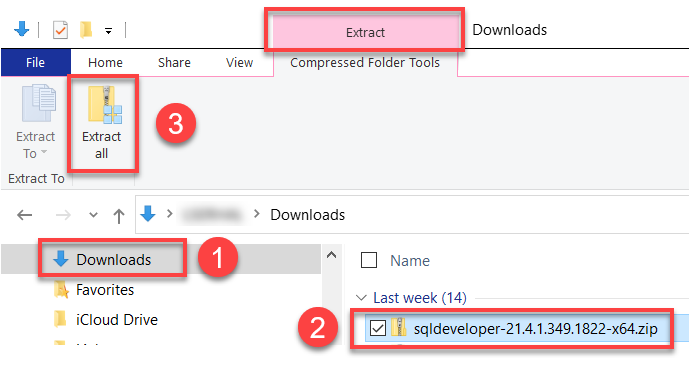 Extract
Downloads
File
Home
Share
View
Compressed Folder Tools
Extract
To
Extract
all
3
Extract To
Downloads
Downloads
1
Name
Favorites
Last week (14)
iCloud Drive
2
sqldeveloper-21.4.1.349.1822-x64.zip